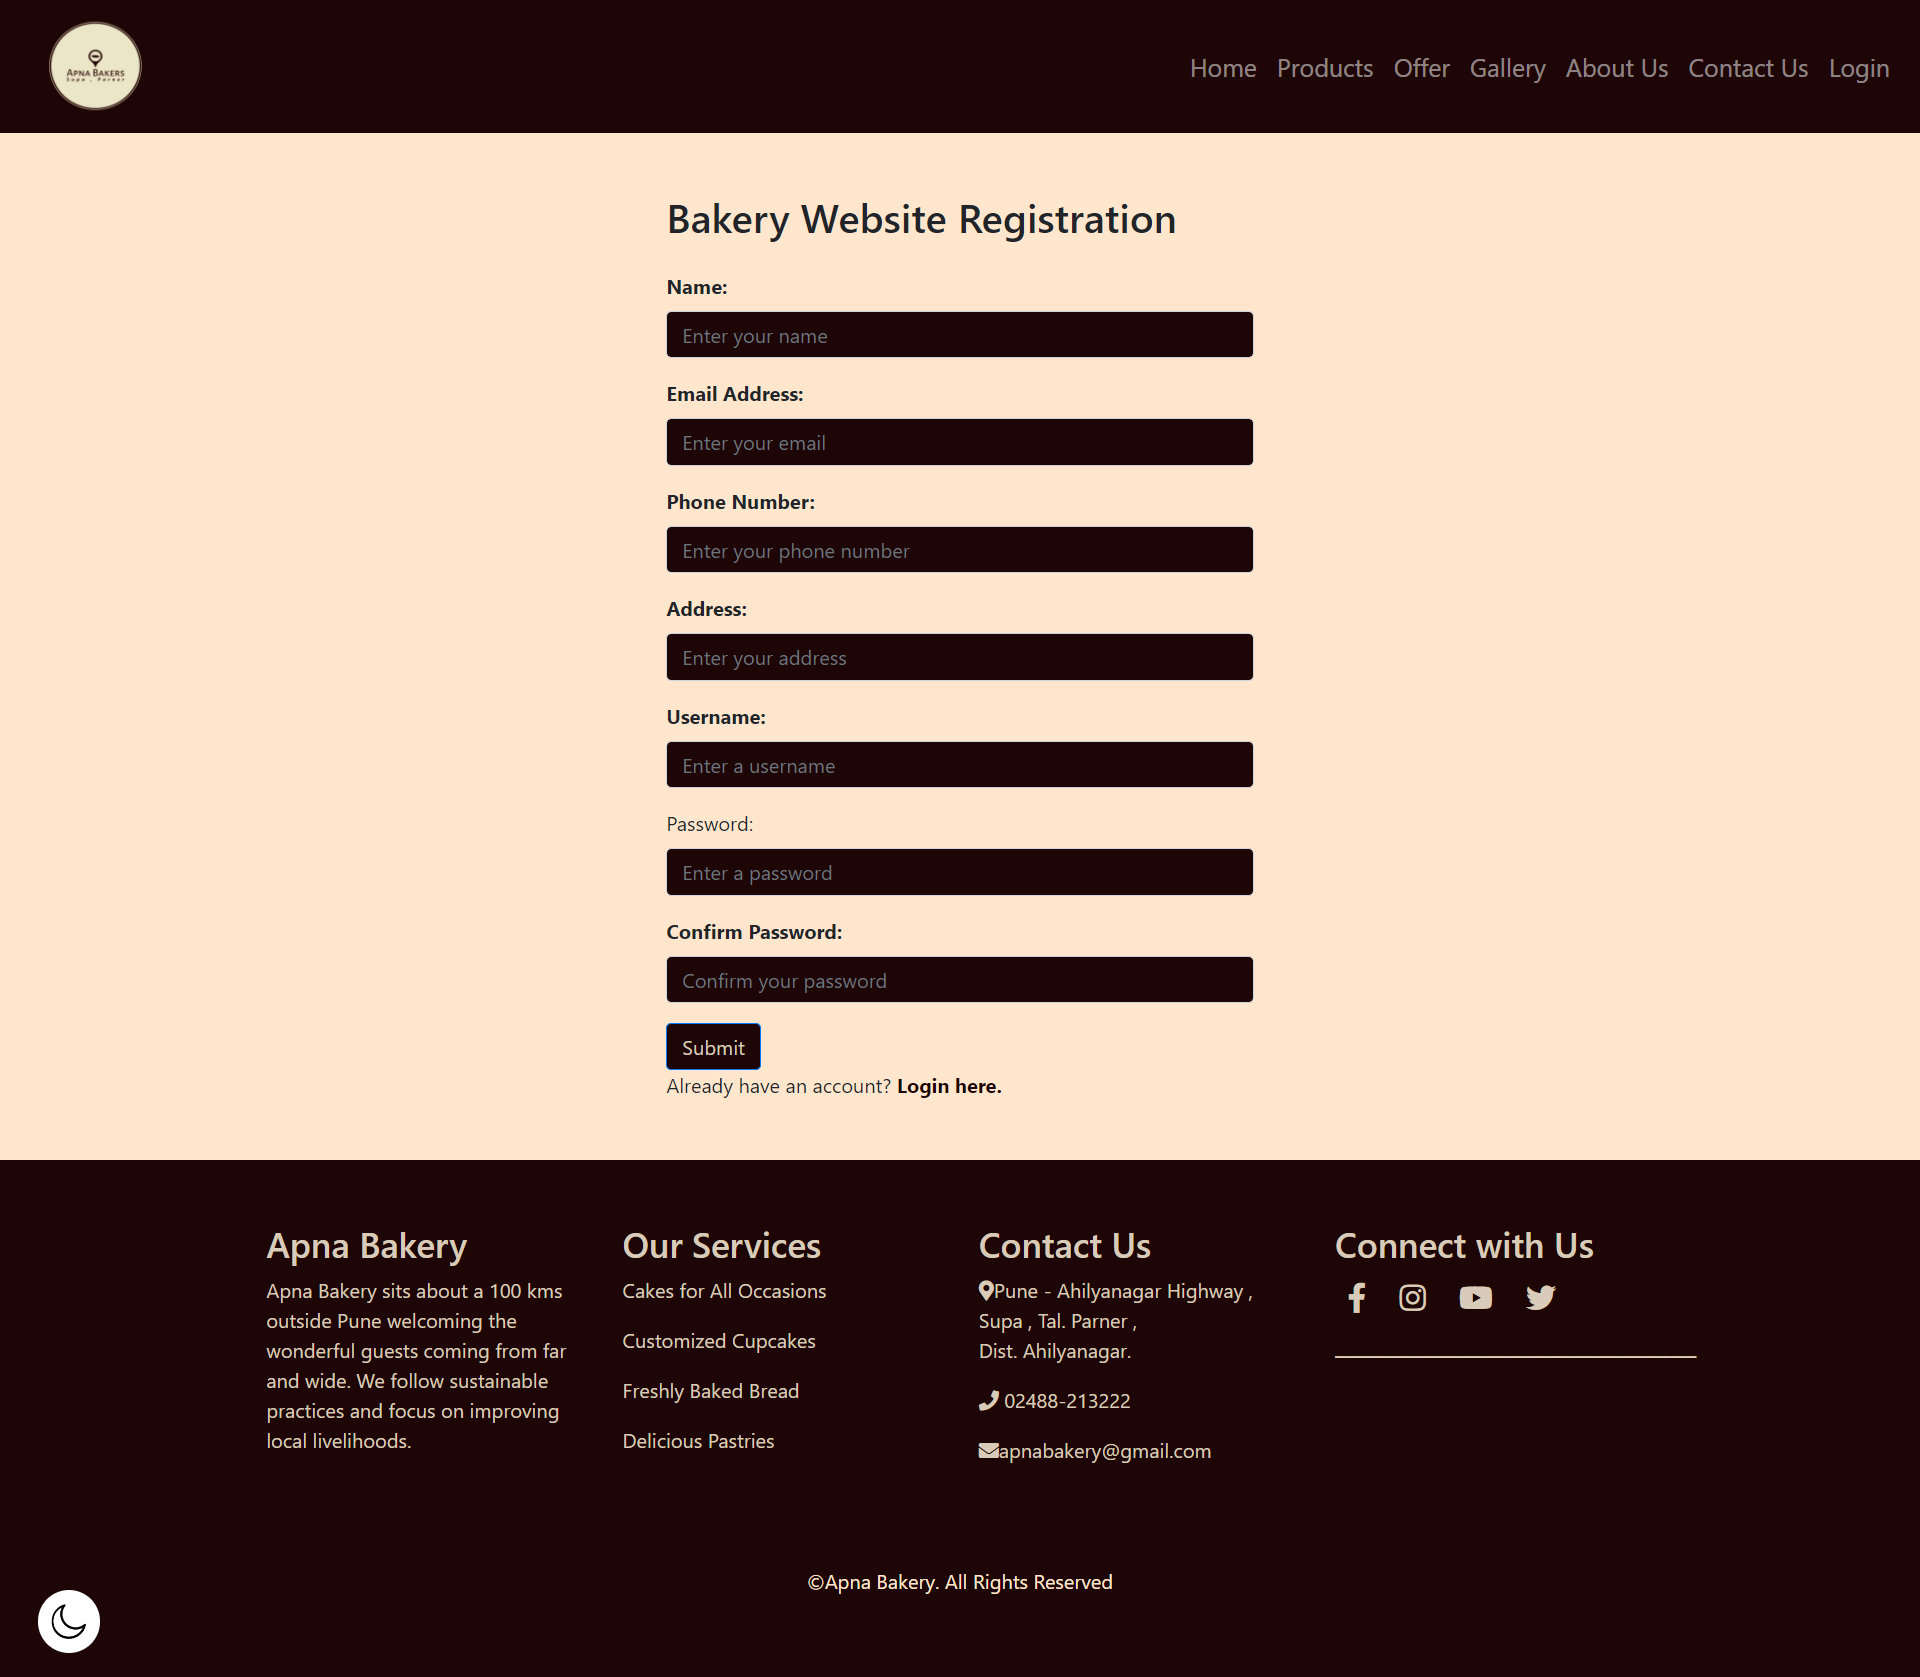 APNA BAKERS
Supa , Parner
Home Products Offer Gallery About Us Contact Us Login
Bakery Website Registration
Name:
Enter your name
Email Address:
Enter your email
Phone Number:
Enter your phone number
Address:
Enter your address
Username:
Enter a username
Password:
Enter a password
Confirm Password:
Confirm your password
Submit
Already have an account? Login here.
Apna Bakery
Apna Bakery sits about a 100 kms
outside Pune welcoming the
wonderful guests coming from far
and wide. We follow sustainable
practices and focus on improving
local livelihoods.
Our Services
Cakes for All Occasions
Customized Cupcakes
Freshly Baked Bread
Delicious Pastries
Contact Us
Pune - Ahilyanagar Highway ,
Supa , Tal. Parner ,
Dist. Ahilyanagar.
02488-213222
apnabakery@gmail.com
Connect with Us
©Apna Bakery. All Rights Reserved